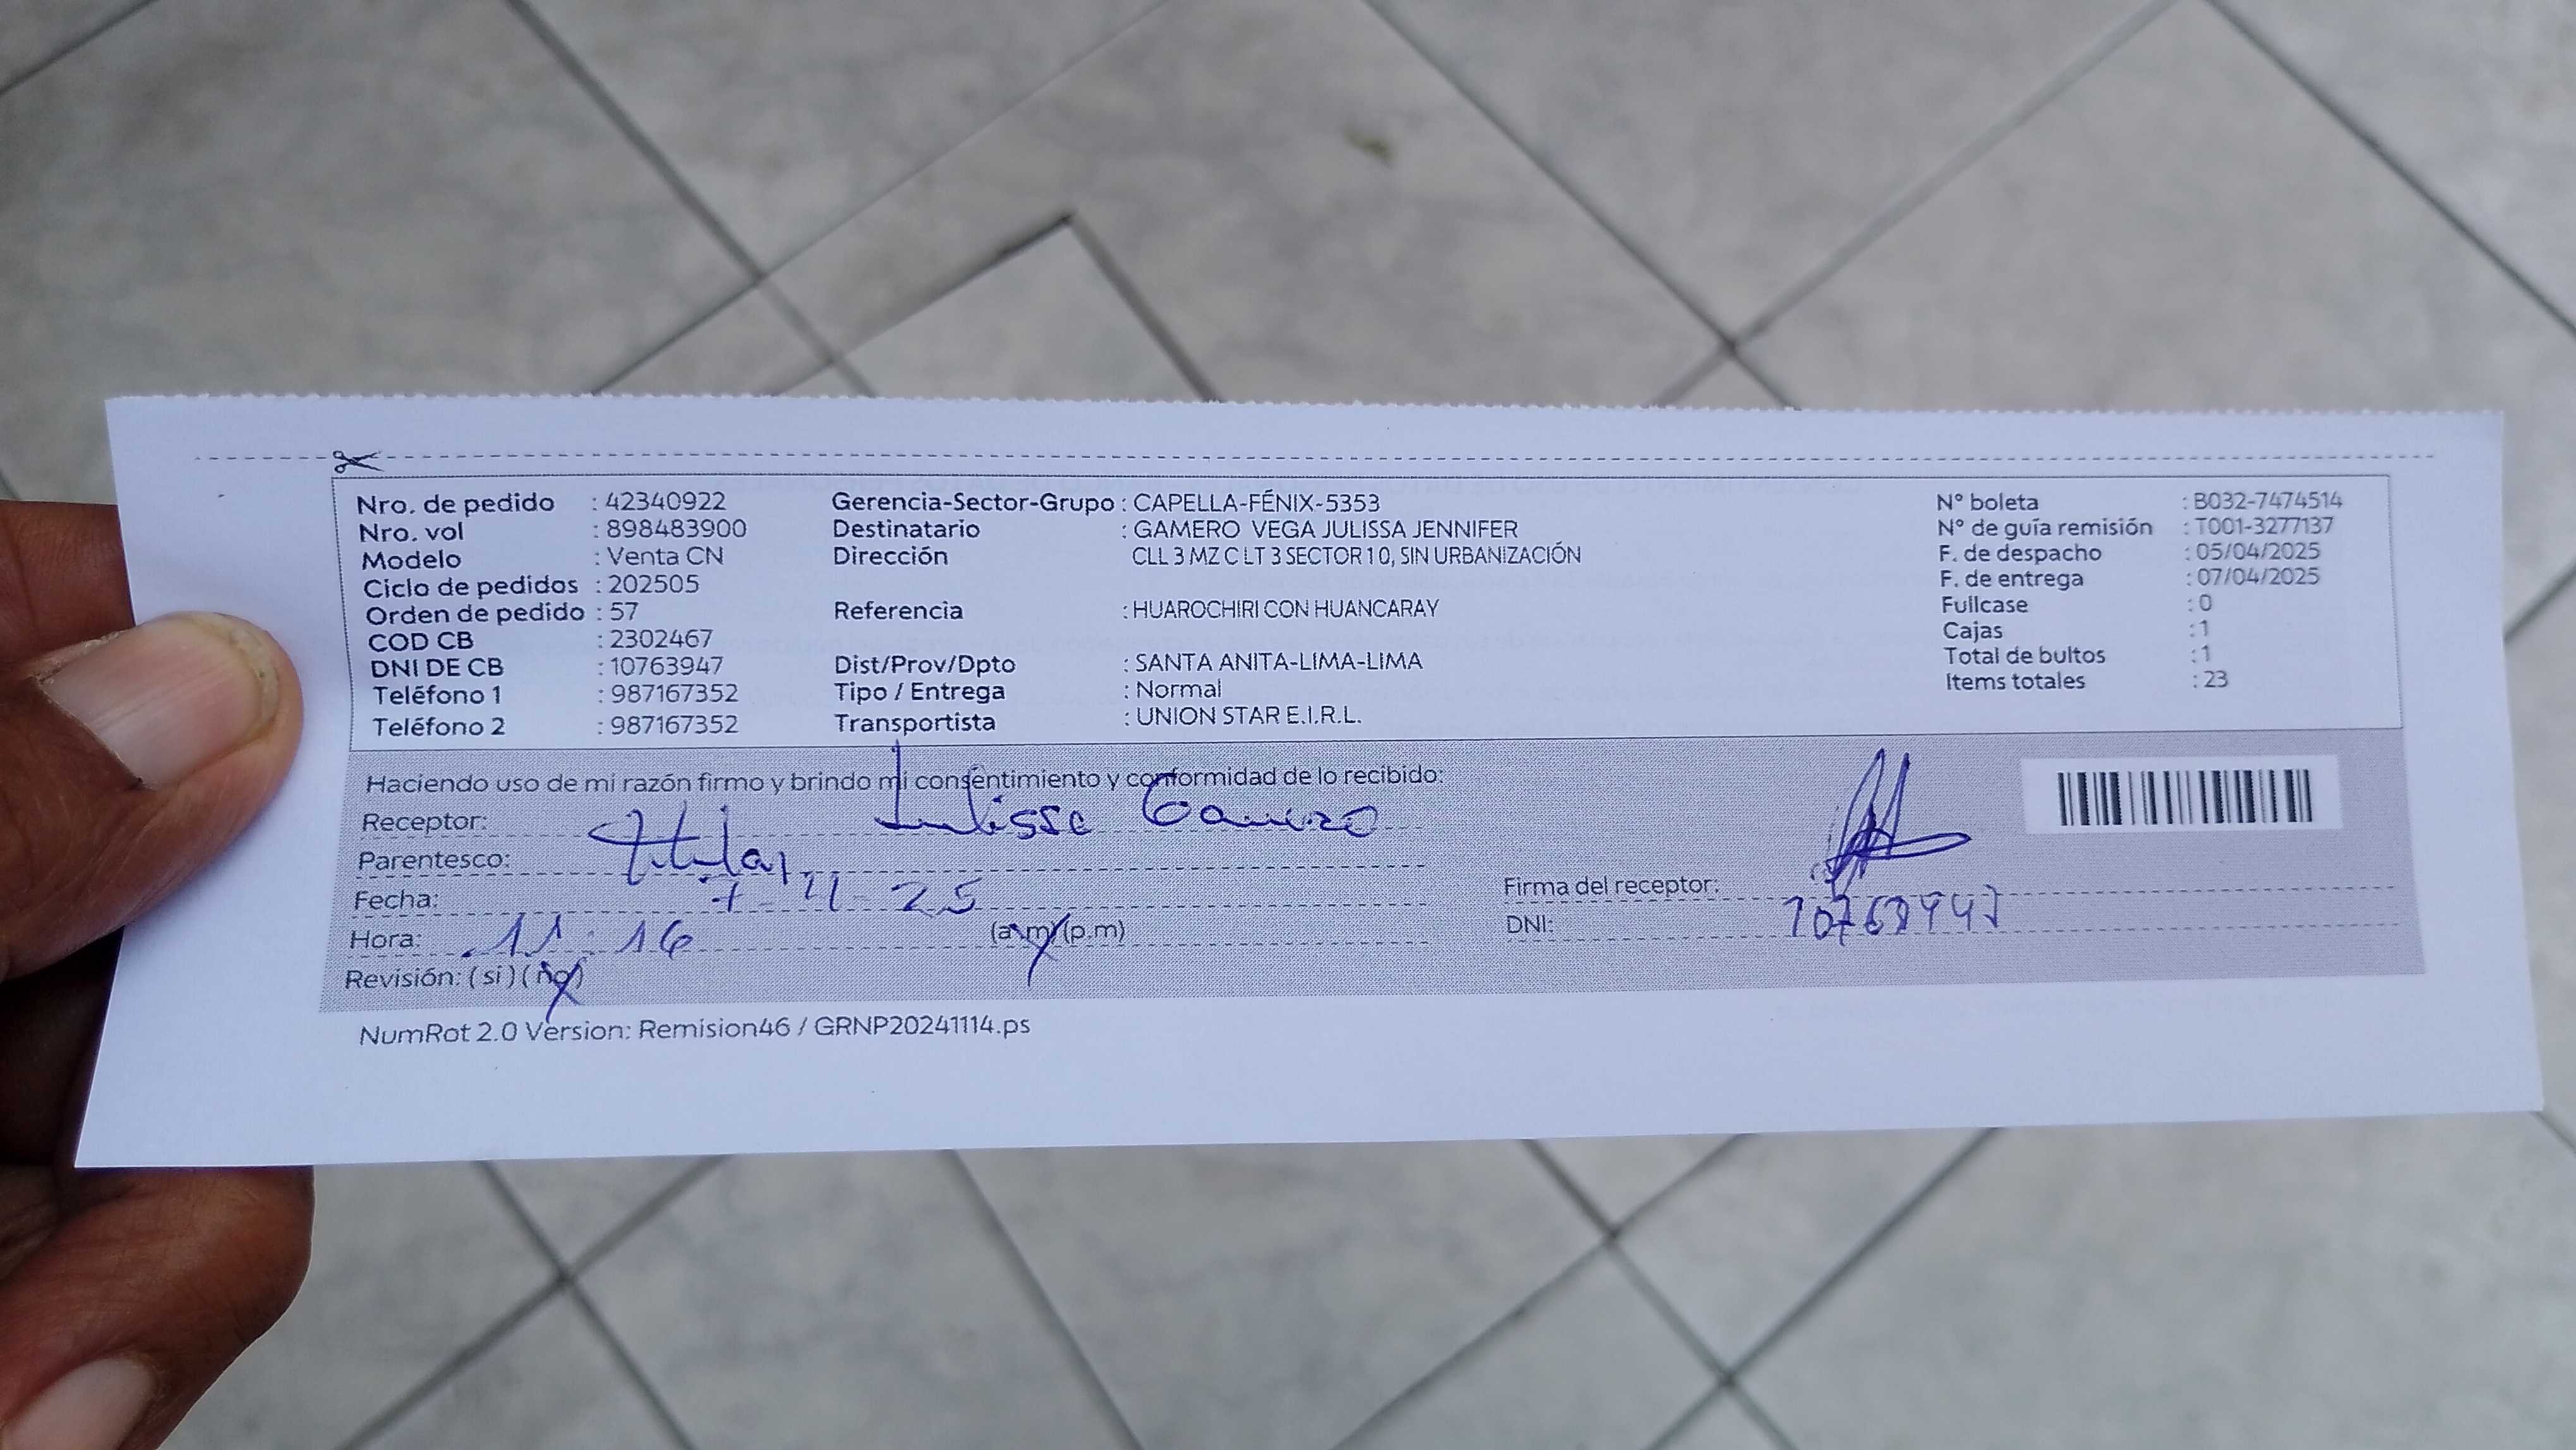 Nro. de pedido : 42340922 Gerencia-Sector-Grupo : CAPELLA-FÉNIX-5353 N° boleta : B032-7474514
Nro. vol : 898483900 Destinatario : GAMERO VEGA JULISSA JENNIFER N° de guía remisión : T001-3277137
Modelo : Venta CN Dirección CLL 3 MZ C LT 3 SECTOR 10, SIN URBANIZACIÓN F. de despacho : 05/04/2025
Ciclo de pedidos : 202505 F. de entrega : 07/04/2025
Orden de pedido : 57 Referencia : HUAROCHIRI CON HUANCARAY Fullcase : 0
COD CB : 2302467 Cajas : 1
DNI DE CB : 10763947 Dist/Prov/Dpto : SANTA ANITA-LIMA-LIMA Total de bultos : 1
Teléfono 1 : 987167352 Tipo / Entrega : Normal Items totales : 23
Teléfono 2 : 987167352 Transportista : UNION STAR E.I.R.L.
Haciendo uso de mi razón firmo y brindo mi consentimiento y conformidad de lo recibido:
Receptor: Julissa Gamero
Parentesco: titular
Fecha: 7-4-25 Firma del receptor:
Hora: 11:16 (a.m)(p.m) DNI: 10763947
Revisión: (si) (no)
NumRot 2.0 Version: Remision46 / GRNP20241114.ps